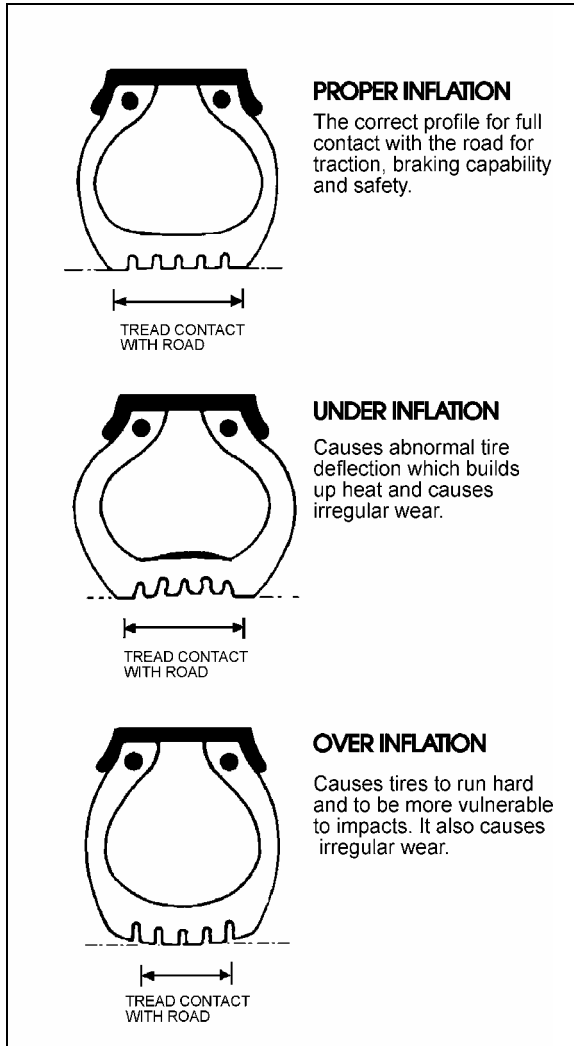 PROPER INFLATION
The correct profile for full
contact with the road for
traction, braking capability
and safety.
TREAD CONTACT
WITH ROAD
UNDER INFLATION
Causes abnormal tire
deflection which builds
up heat and causes
irregular wear.
TREAD CONTACT
WITH ROAD
OVER INFLATION
Causes tires to run hard
and to be more vulnerable
to impacts. It also causes
irregular wear.
TREAD CONTACT
WITH ROAD